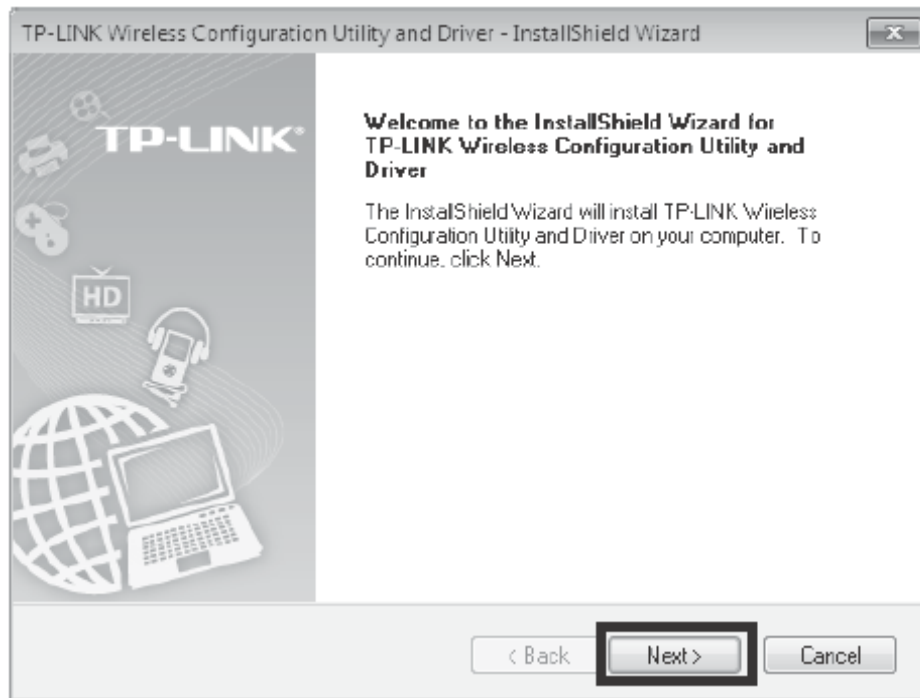 TP-LINK Wireless Configuration Utility and Driver - InstallShield Wizard
TP-LINK®
Welcome to the InstallShield Wizard for
TP-LINK Wireless Configuration Utility and
Driver
The InstallShield Wizard will install TP-LINK Wireless
Configuration Utility and Driver on your computer. To
continue, click Next.
HD
< Back
Next >
Cancel